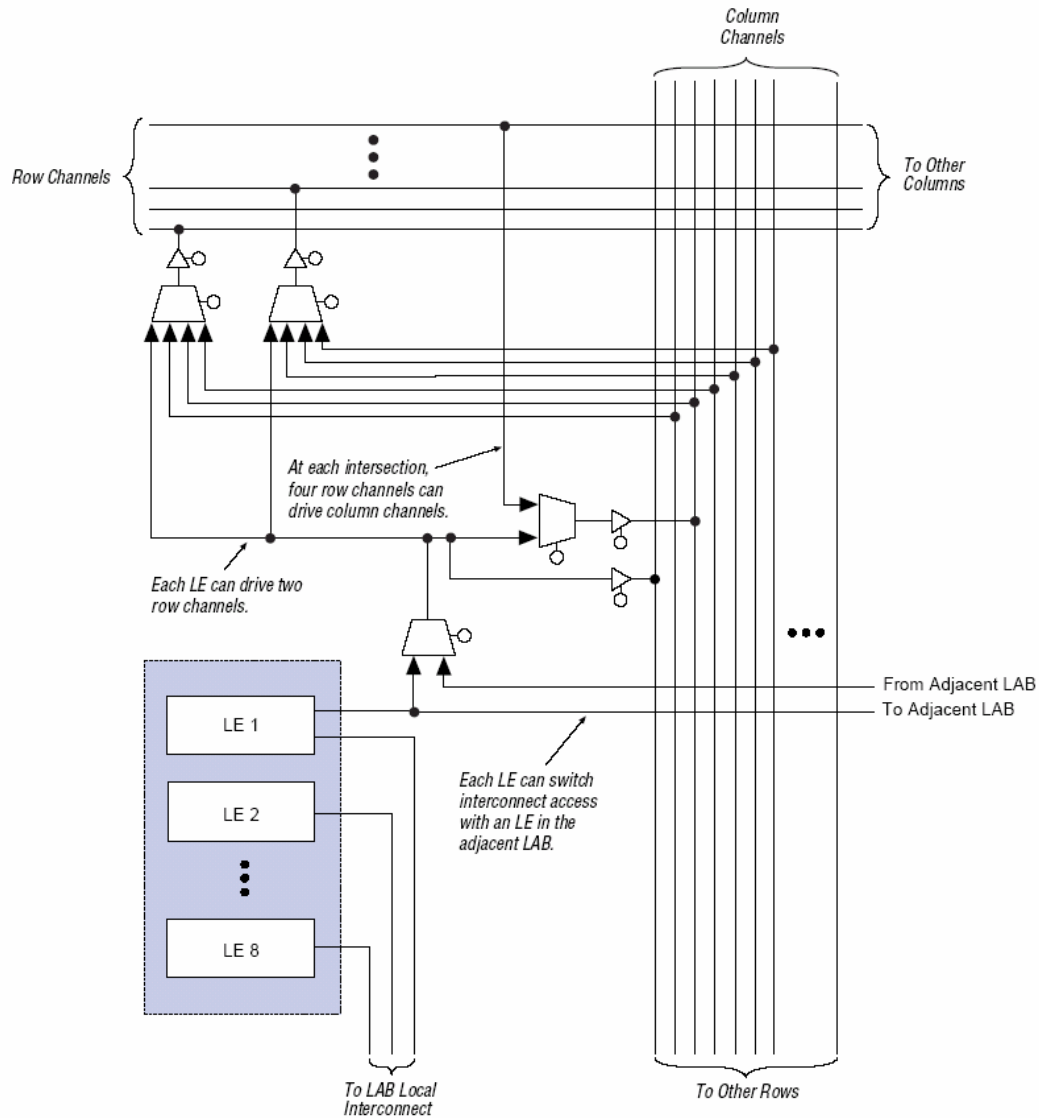 Column
Channels
Row Channels
To Other
Columns
At each intersection,
four row channels can
drive column channels.
Each LE can drive two
row channels.
From Adjacent LAB
To Adjacent LAB
LE 1
Each LE can switch
interconnect access
with an LE in the
adjacent LAB.
LE 2
LE 8
To LAB Local
Interconnect
To Other Rows